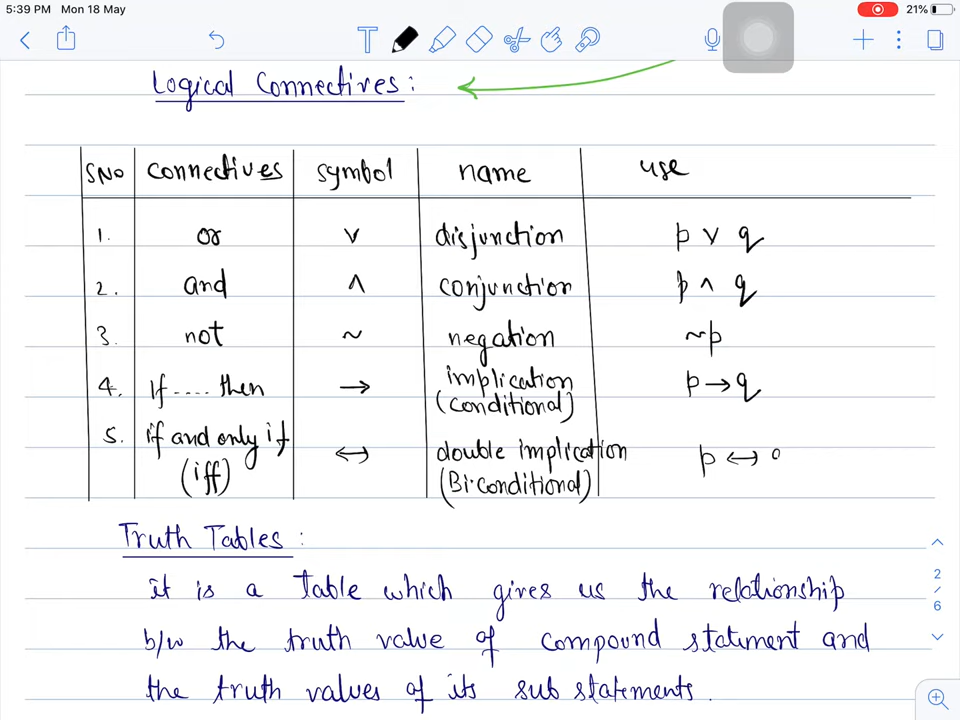 5:39 PM Mon 18 May
21%
Logical Connectives :
SNo connectives symbol name use
1. or ∨ disjunction p ∨ q
2. and ∧ conjunction p ∧ q
3. not ~ negation ~p
4. If .... then → implication (Conditional) p → q
5. if and only if (iff) ↔ double implication (Bi-conditional) p ↔
Truth Tables :
it is a Table which gives us the relationship
b/w the truth value of compound statement and
the truth values of its sub statements.
2
/
6